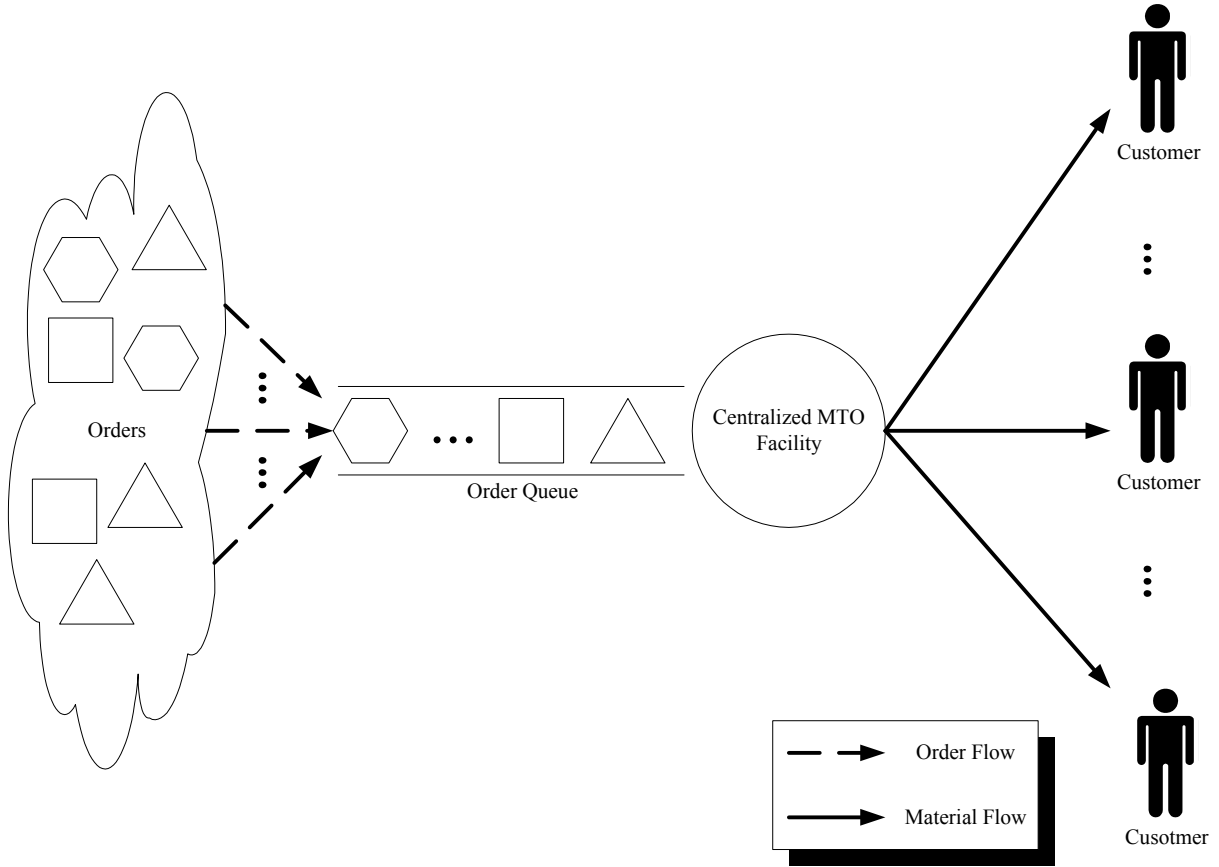 Customer
Orders
Order Queue
Centralized MTO
Facility
Customer
Order Flow
Material Flow
Cusotmer